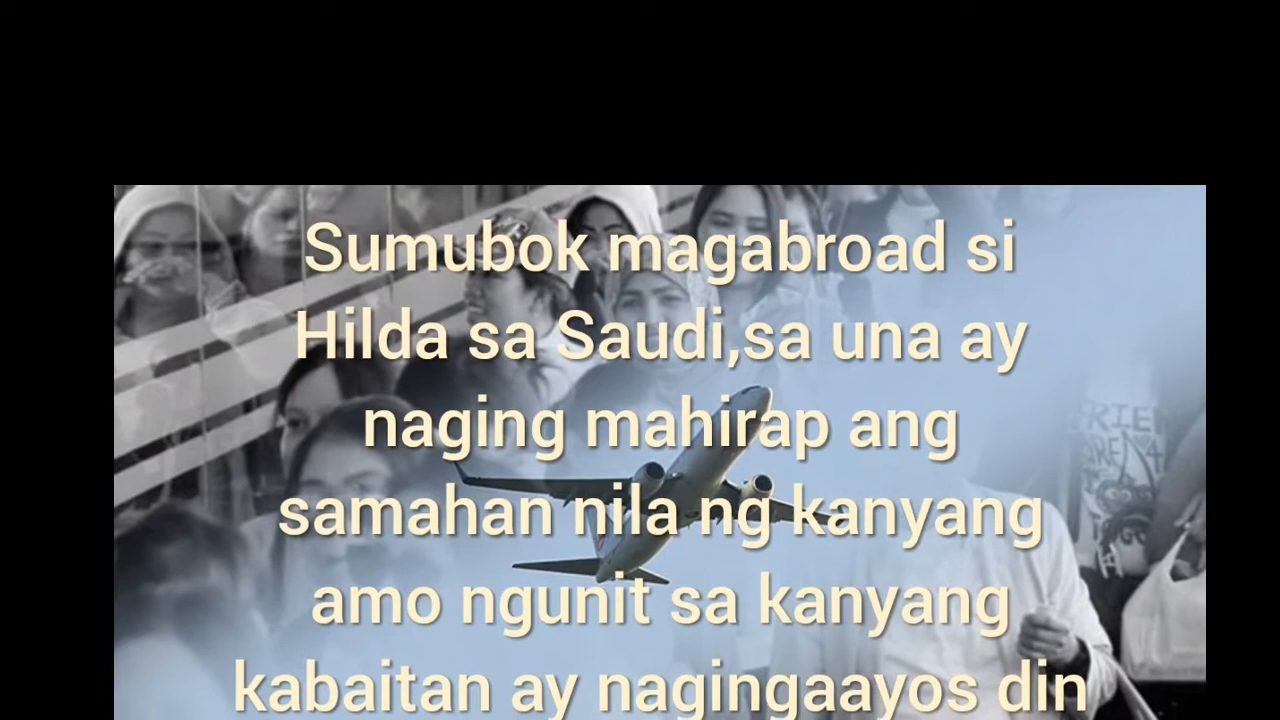 Sumubok magabroad si
Hilda sa Saudi,sa una ay
naging mahirap ang
samahan nila ng kanyang
amo ngunit sa kanyang
kabaitan ay nagingaayos din